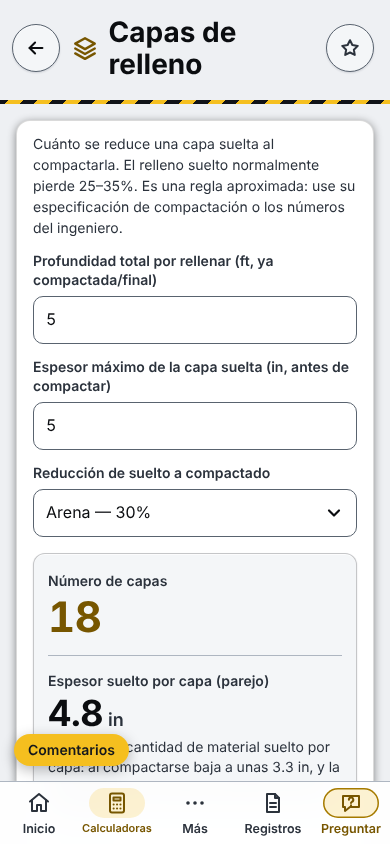 Capas de
relleno
Cuánto se reduce una capa suelta al
compactarla. El relleno suelto normalmente
pierde 25–35%. Es una regla aproximada: use su
especificación de compactación o los números
del ingeniero.
Profundidad total por rellenar (ft, ya
compactada/final)
5
Espesor máximo de la capa suelta (in, antes de
compactar)
5
Reducción de suelto a compactado
Arena — 30%
Número de capas
18
Espesor suelto por capa (parejo)
4.8 in
cantidad de material suelto por
capa: al compactarse baja a unas 3.3 in, y la
Comentarios
Inicio
Calculadoras
Más
Registros
Preguntar